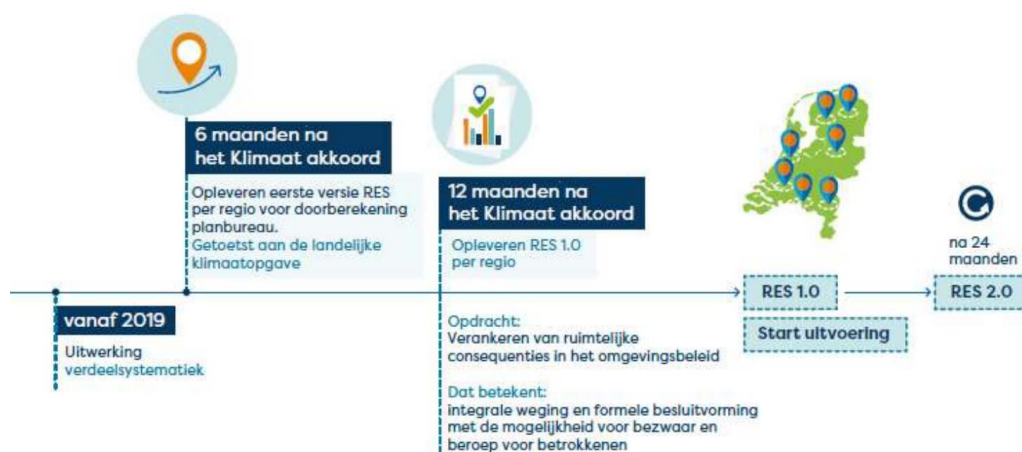 6 maanden na
het Klimaat akkoord
Opleveren eerste versie RES
per regio voor doorberekening
planbureau.
Getoetst aan de landelijke
klimaatopgave
12 maanden na
het Klimaat akkoord
Opleveren RES 1.0
per regio
na 24
maanden
RES 1.0
RES 2.0
Start uitvoering
vanaf 2019
Uitwerking
verdeelsystematiek
Opdracht:
Verankeren van ruimtelijke
consequenties in het omgevingsbeleid
Dat betekent:
integrale weging en formele besluitvorming
met de mogelijkheid voor bezwaar en
beroep voor betrokkenen